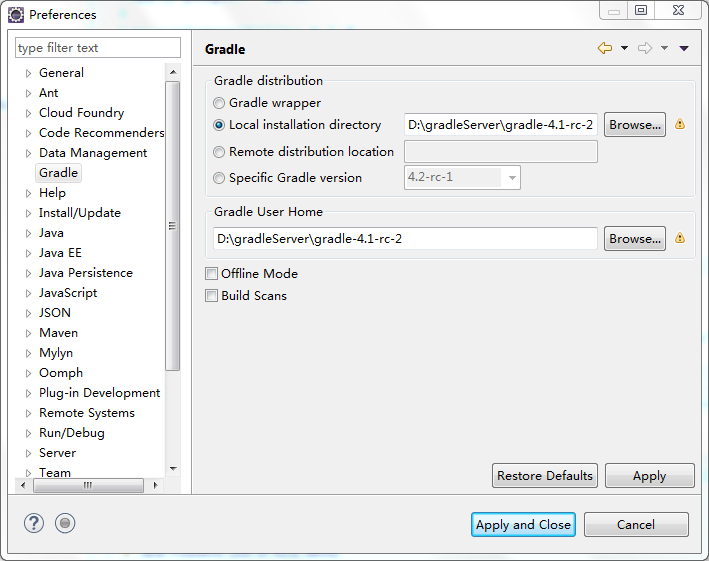 Preferences
type filter text
General
Ant
Cloud Foundry
Code Recommenders
Data Management
Gradle
Help
Install/Update
Java
Java EE
Java Persistence
JavaScript
JSON
Maven
Mylyn
Oomph
Plug-in Development
Remote Systems
Run/Debug
Server
Team
Gradle
Gradle distribution
Gradle wrapper
Local installation directory D:\gradleServer\gradle-4.1-rc-2 Browse...
Remote distribution location
Specific Gradle version 4.2-rc-1
Gradle User Home
D:\gradleServer\gradle-4.1-rc-2 Browse...
Offline Mode
Build Scans
Restore Defaults Apply
Apply and Close Cancel